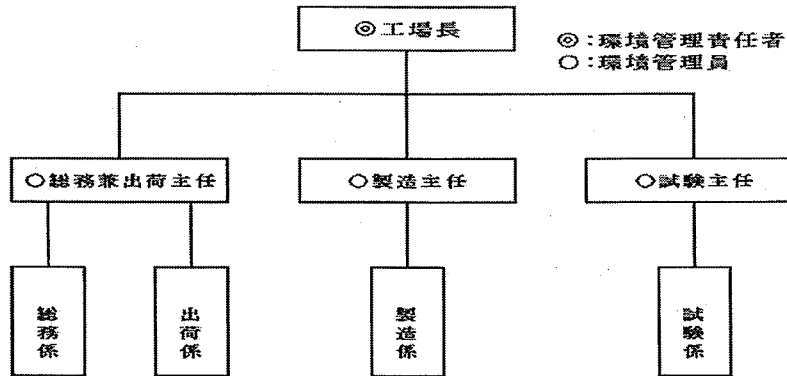 ◎工場長
◎:環境管理責任者
○:環境管理員
○総務兼出荷主任
○製造主任
○試験主任
総務係
出荷係
製造係
試験係